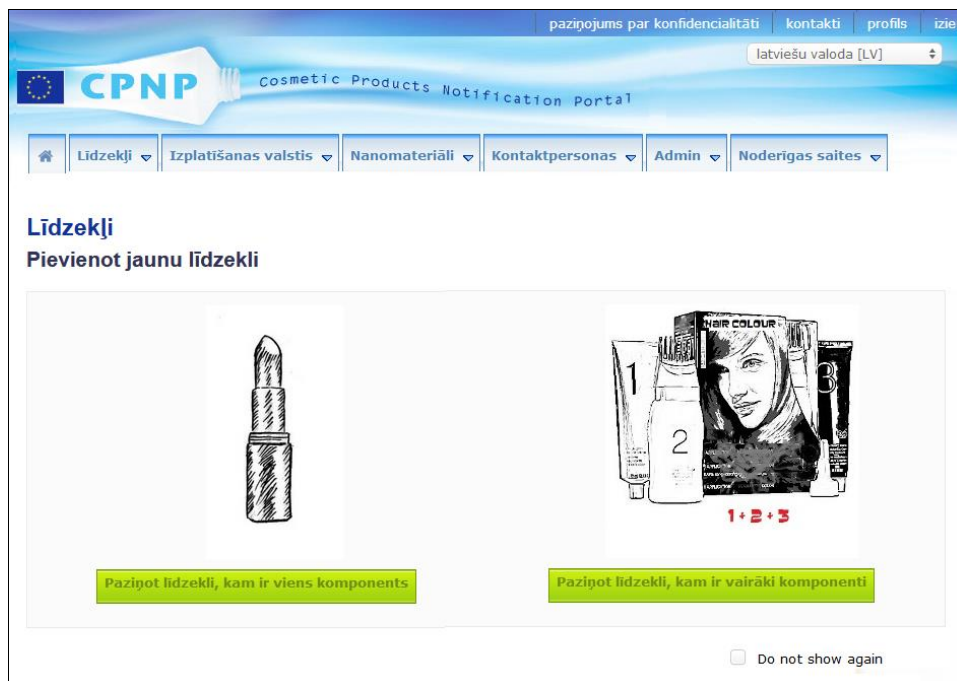 paziņojums par konfidencialitāti kontakti profils izie
latviešu valoda [LV]
CPNP Cosmetic Products Notification Portal
Līdzekļi Izplatīšanas valstis Nanomateriāli Kontaktpersonas Admin Noderīgas saites
Līdzekļi
Pievienot jaunu līdzekli
HAIR COLOUR
1
3
2
1+2+3
Paziņot līdzekli, kam ir viens komponents
Paziņot līdzekli, kam ir vairāki komponenti
Do not show again